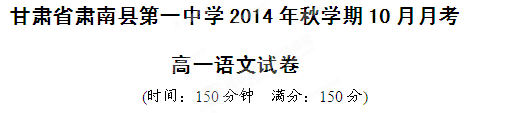 甘肃省肃南县第一中学2014年秋学期10月月考
高一语文试卷
(时间：150分钟　满分：150分)